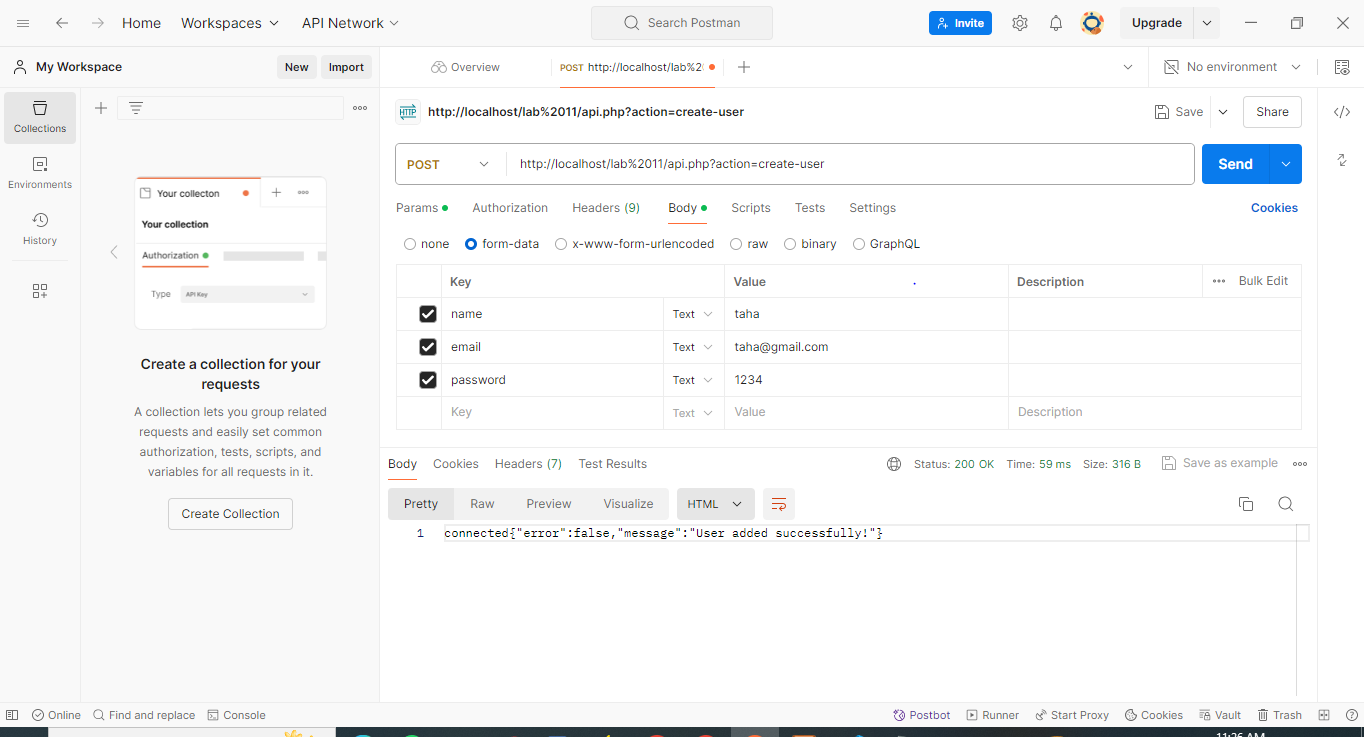 Home Workspaces API Network Search Postman Invite Upgrade
My Workspace New Import Overview POST http://localhost/lab%2 No environment
Collections
Environments
History
Your collecton
Your collection
Authorization
Type API Key
Create a collection for your
requests
A collection lets you group related
requests and easily set common
authorization, tests, scripts, and
variables for all requests in it.
Create Collection
HTTP http://localhost/lab%2011/api.php?action=create-user Save Share
POST http://localhost/lab%2011/api.php?action=create-user Send
Params Authorization Headers (9) Body Scripts Tests Settings Cookies
none form-data x-www-form-urlencoded raw binary GraphQL
Key Value Description Bulk Edit
name Text taha
email Text taha@gmail.com
password Text 1234
Key Text Value Description
Body Cookies Headers (7) Test Results Status: 200 OK Time: 59 ms Size: 316 B Save as example
Pretty Raw Preview Visualize HTML
1 connected{"error":false,"message":"User added successfully!"}
Online Find and replace Console Postbot Runner Start Proxy Cookies Vault Trash
11:26 AM